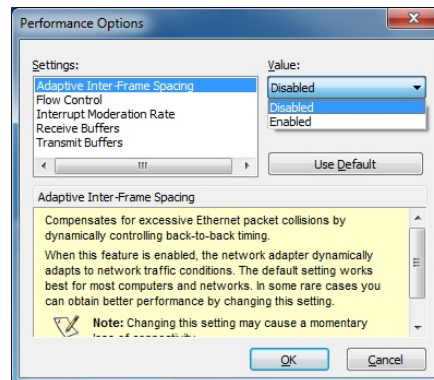 Performance Options
Settings:
Value:
Adaptive Inter-Frame Spacing
Flow Control
Interrupt Moderation Rate
Receive Buffers
Transmit Buffers
Disabled
Disabled
Enabled
Use Default
Adaptive Inter-Frame Spacing
Compensates for excessive Ethernet packet collisions by
dynamically controlling back-to-back timing.
When this feature is enabled, the network adapter dynamically
adapts to network traffic conditions. The default setting works
best for most computers and networks. In some rare cases you
can obtain better performance by changing this setting.
Note: Changing this setting may cause a momentary
loss of connectivity.
OK
Cancel